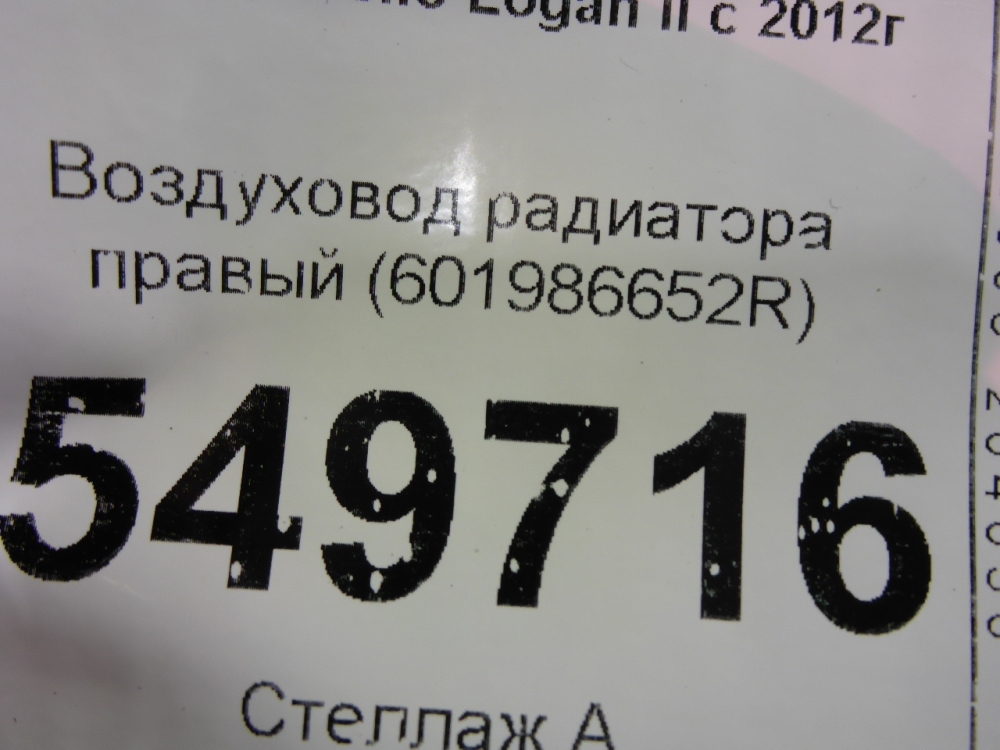 Logan II с 2012г
Воздуховод радиатора
правый (601986652R)
549716
Стеллаж А